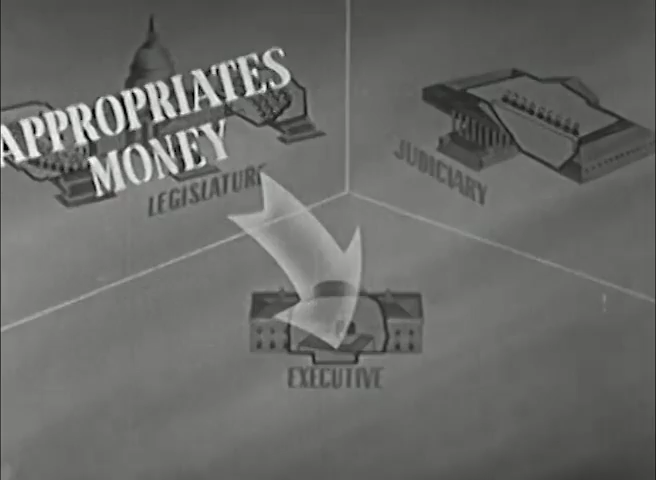 APPROPRIATES
MONEY
LEGISLATURE
JUDICIARY
EXECUTIVE